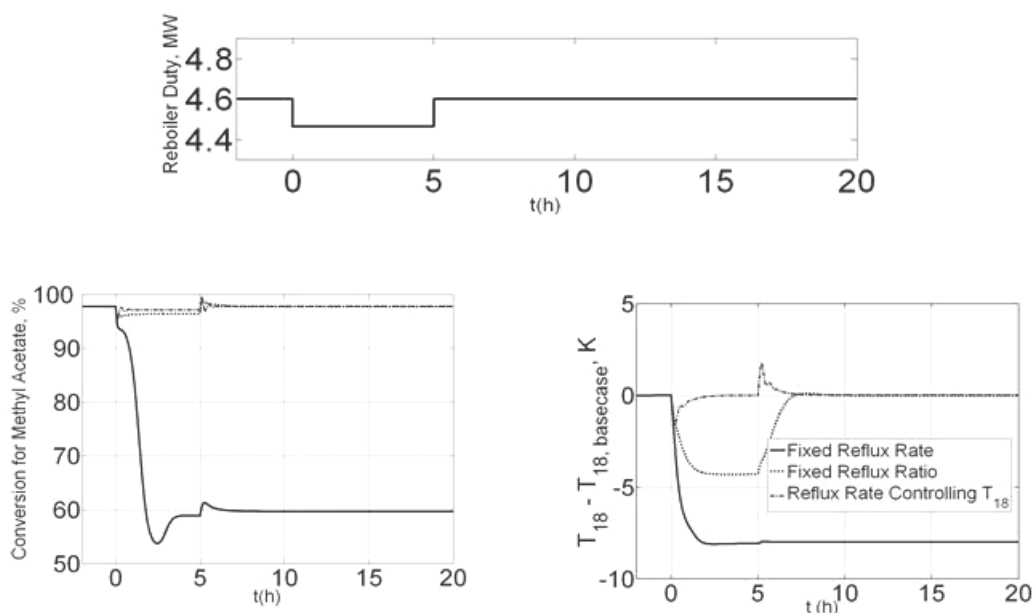 Reboiler Duty, MW
4.8
4.6
4.4
0 5 10 15 20
t(h)
Conversion for Methyl Acetate, %
100
90
80
70
60
50
0 5 10 15 20
t(h)
T18 - T18, basecase, K
5
0
-5
-10
Fixed Reflux Rate
Fixed Reflux Ratio
Reflux Rate Controlling T18
0 5 10 15 20
t (h)